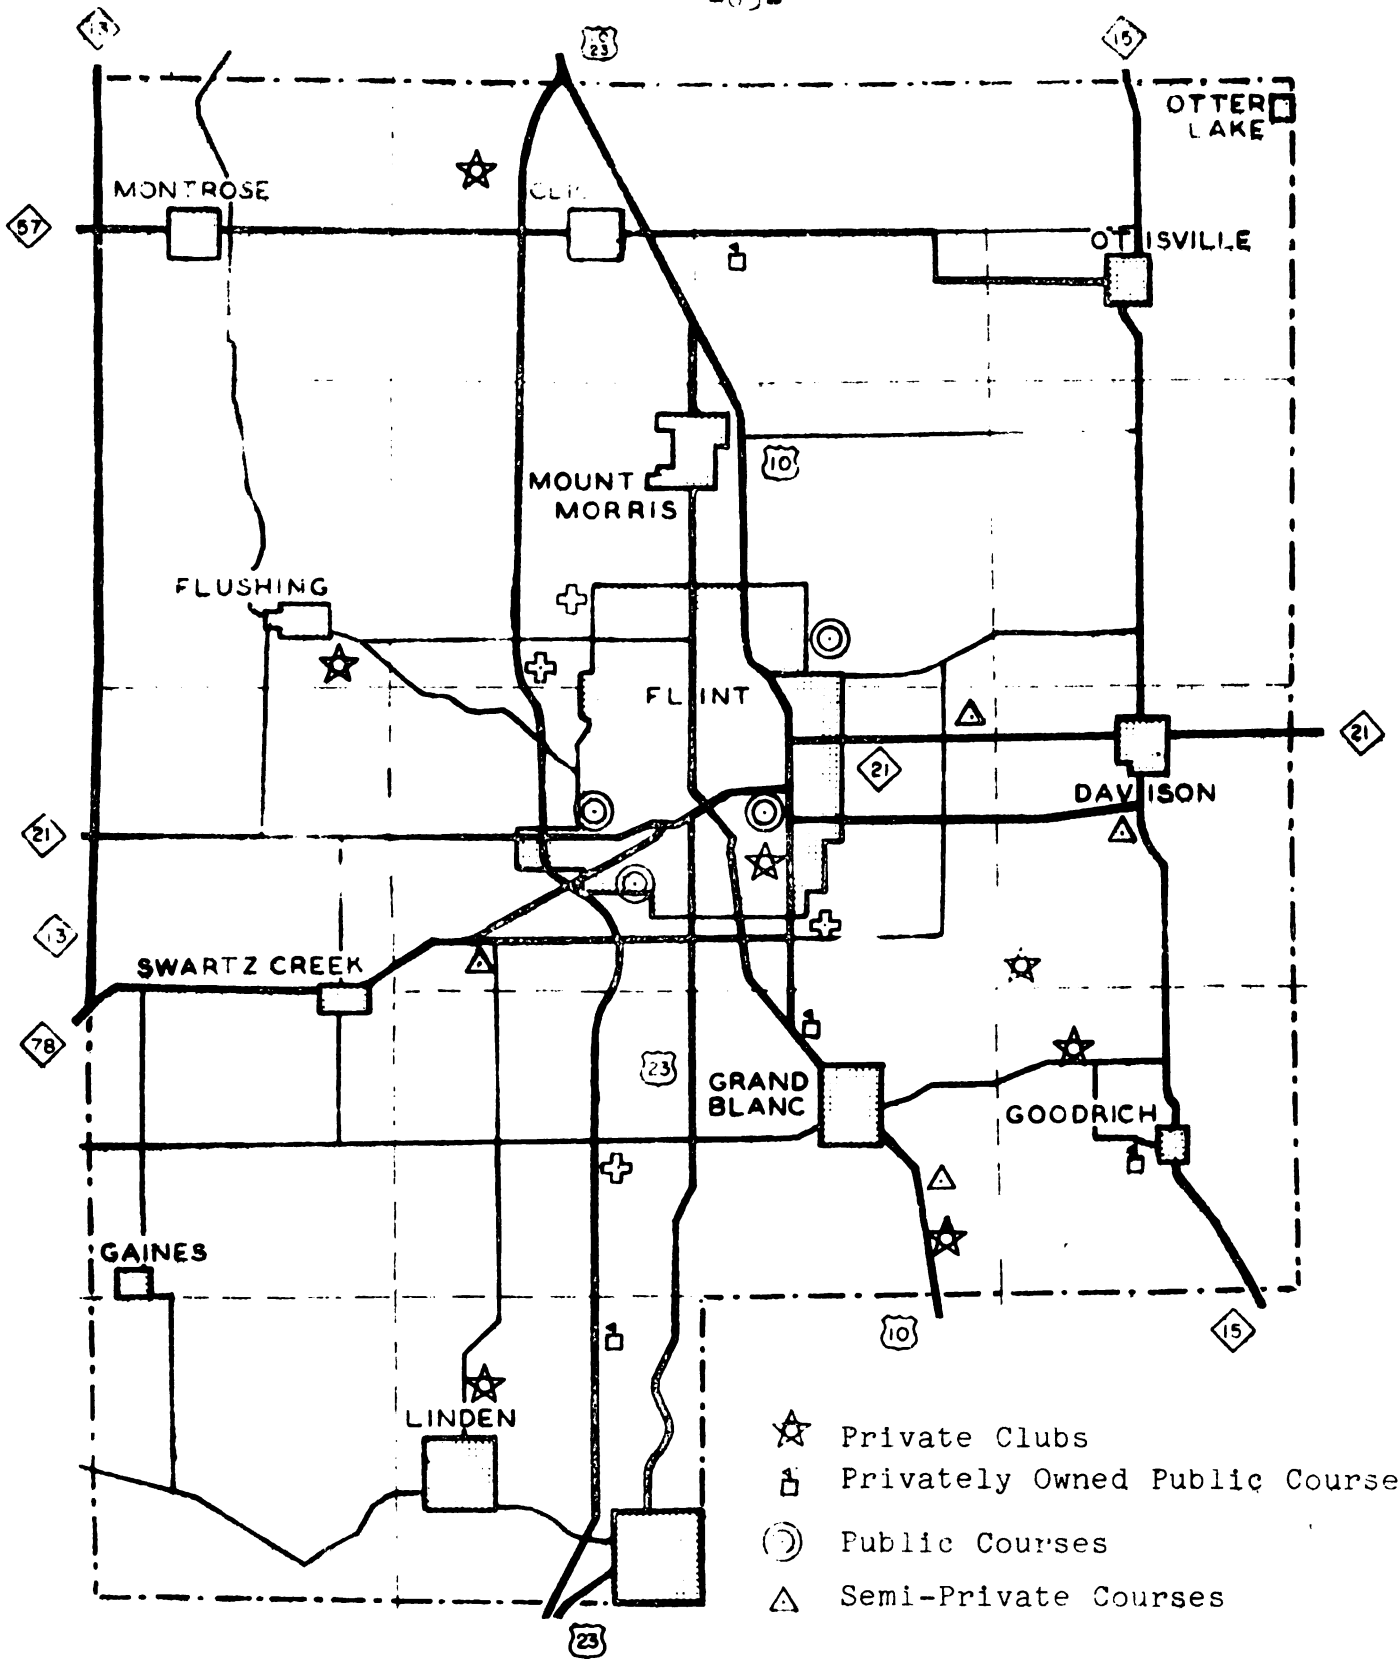 13
23
15
OTTER
LAKE
MONTROSE
57
OTISVILLE
10
MOUNT
MORRIS
FLUSHING
FLINT
21
21
DAVISON
21
13
SWARTZ CREEK
78
23
GRAND
BLANC
GOODRICH
GAINES
10
15
LINDEN
Private Clubs
Privately Owned Public Course
Public Courses
Semi-Private Courses
23